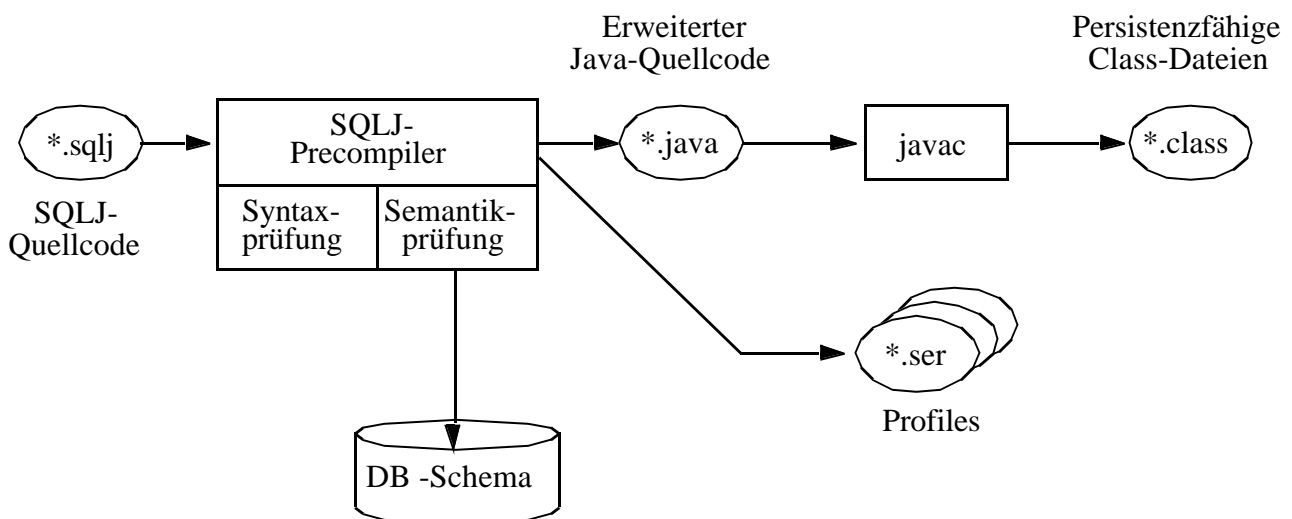 Erweiterter
Java-Quellcode
Persistenzfähige
Class-Dateien
*.sqlj
SQLJ-
Precompiler
*.java
javac
*.class
SQLJ-
Quellcode
Syntax-
prüfung
Semantik-
prüfung
*.ser
Profiles
DB -Schema